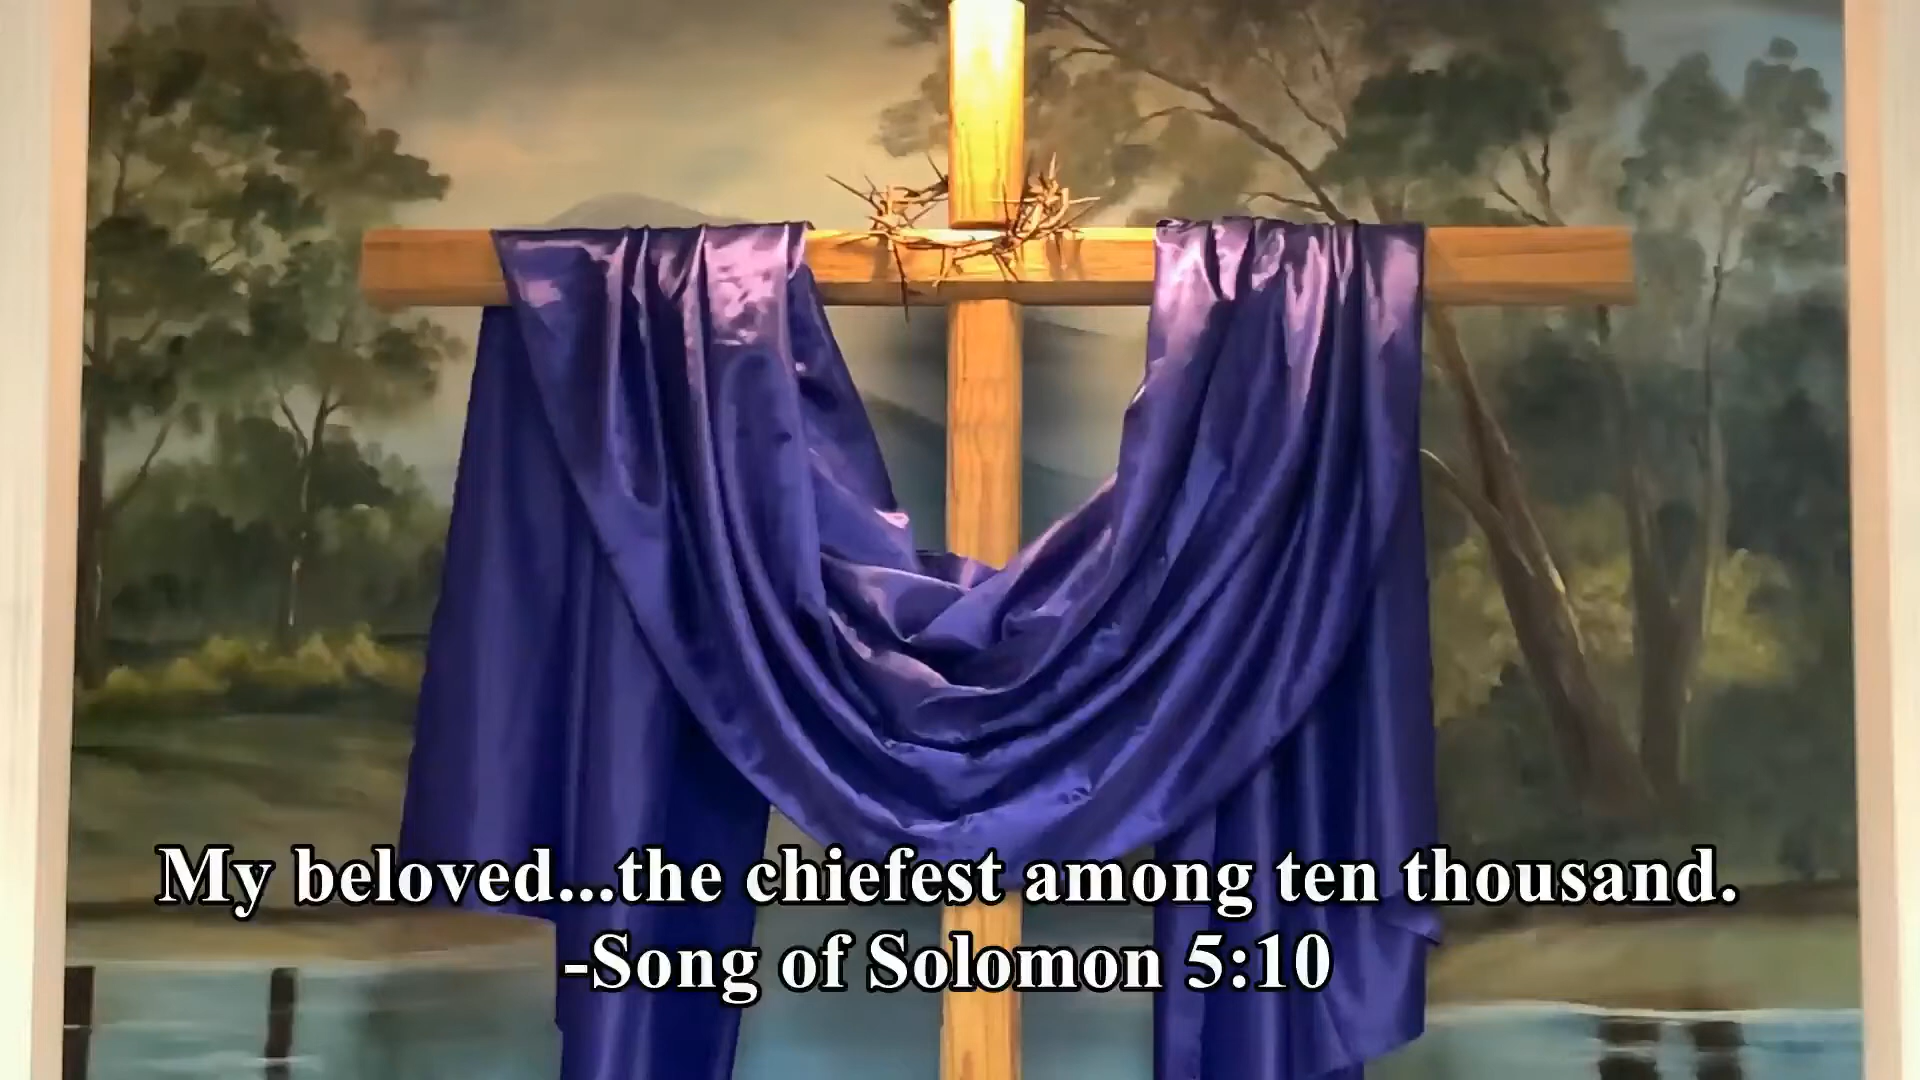 My beloved...the chiefest among ten thousand.
-Song of Solomon 5:10